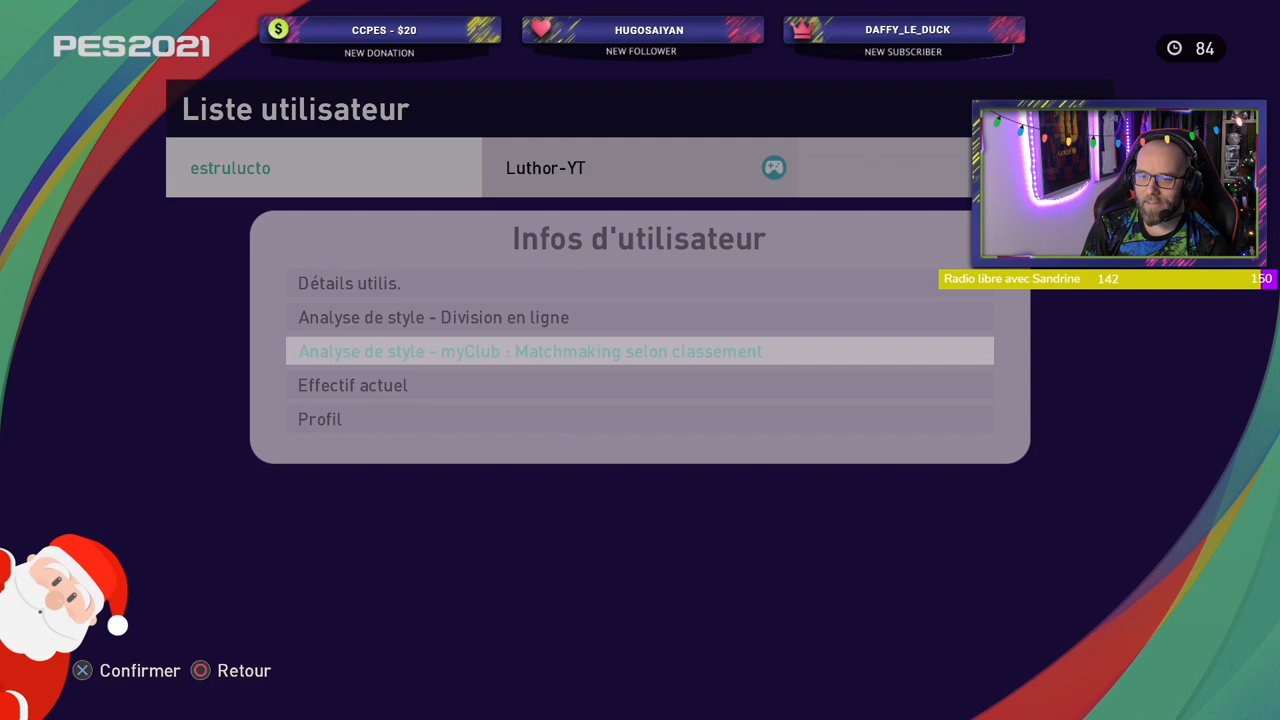 PES2021
CCPES - $20
NEW DONATION
HUGOSAIYAN
NEW FOLLOWER
DAFFY_LE_DUCK
NEW SUBSCRIBER
84
Liste utilisateur
estrulucto
Luthor-YT
Radio libre avec Sandrine 142 150
Infos d'utilisateur
Détails utilis.
Analyse de style - Division en ligne
Analyse de style - myClub : Matchmaking selon classement
Effectif actuel
Profil
Confirmer
Retour